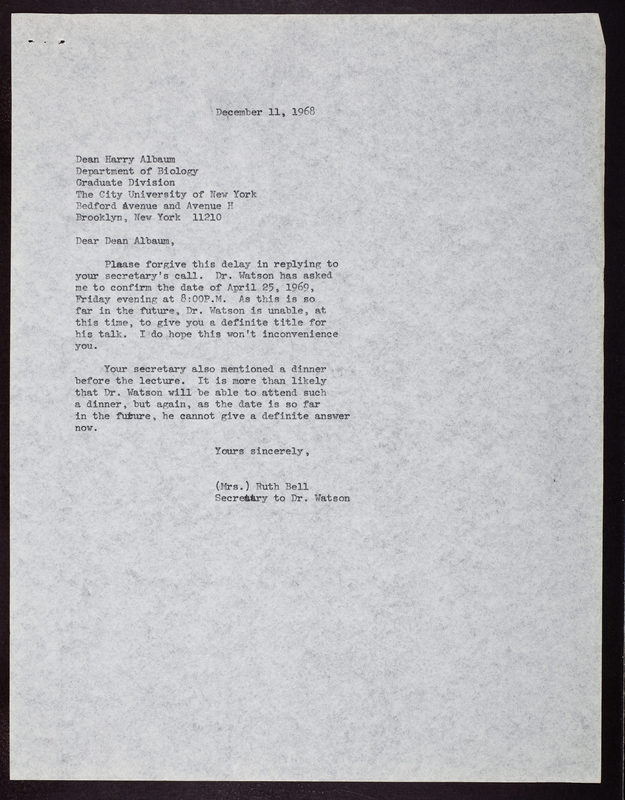 December 11, 1968
Dean Harry Albaum
Department of Biology
Graduate Division
The City University of New York
Bedford Avenue and Avenue H
Brooklyn, New York 11210
Dear Dean Albaum,
Please forgive this delay in replying to
your secretary's call. Dr. Watson has asked
me to confirm the date of April 25, 1969,
Friday evening at 8:00P.M. As this is so
far in the future, Dr. Watson is unable, at
this time, to give you a definite title for
his talk. I do hope this won't inconvenience
you.
Your secretary also mentioned a dinner
before the lecture. It is more than likely
that Dr. Watson will be able to attend such
a dinner, but again, as the date is so far
in the future, he cannot give a definite answer
now.
Yours sincerely,
(Mrs.) Ruth Bell
Secretary to Dr. Watson